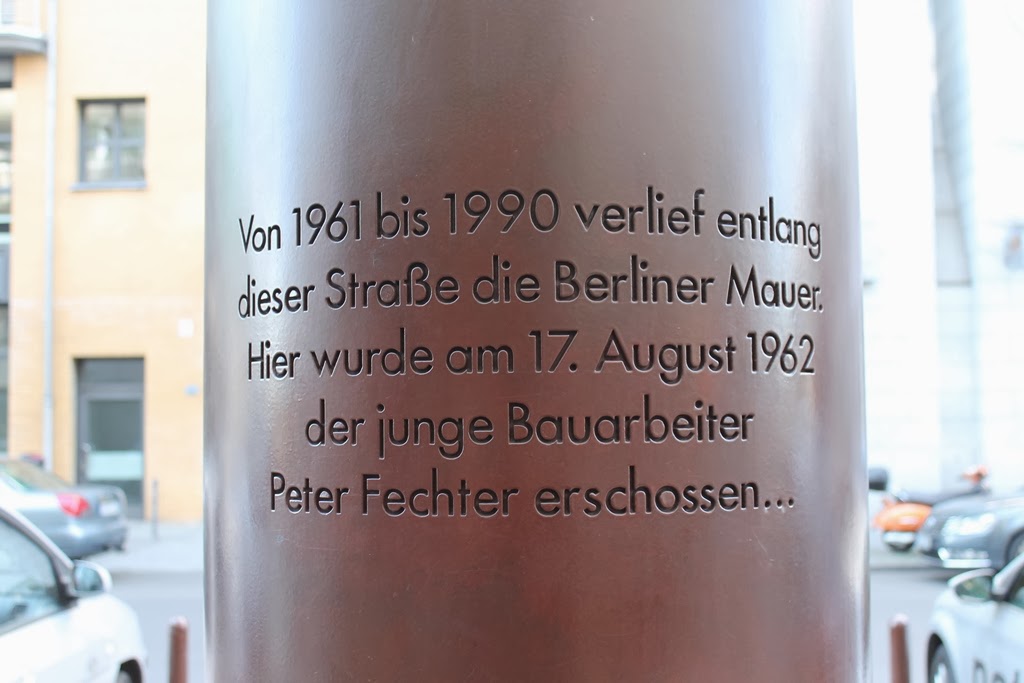 Von 1961 bis 1990 verlief entlang
dieser Straße die Berliner Mauer.
Hier wurde am 17. August 1962
der junge Bauarbeiter
Peter Fechter erschossen...